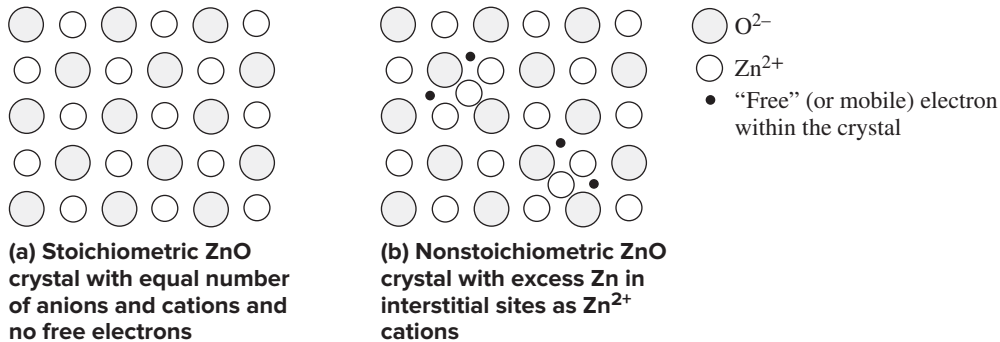 O²⁻
Zn²⁺
“Free” (or mobile) electron
within the crystal
(a) Stoichiometric ZnO
crystal with equal number
of anions and cations and
no free electrons
(b) Nonstoichiometric ZnO
crystal with excess Zn in
interstitial sites as Zn²⁺
cations